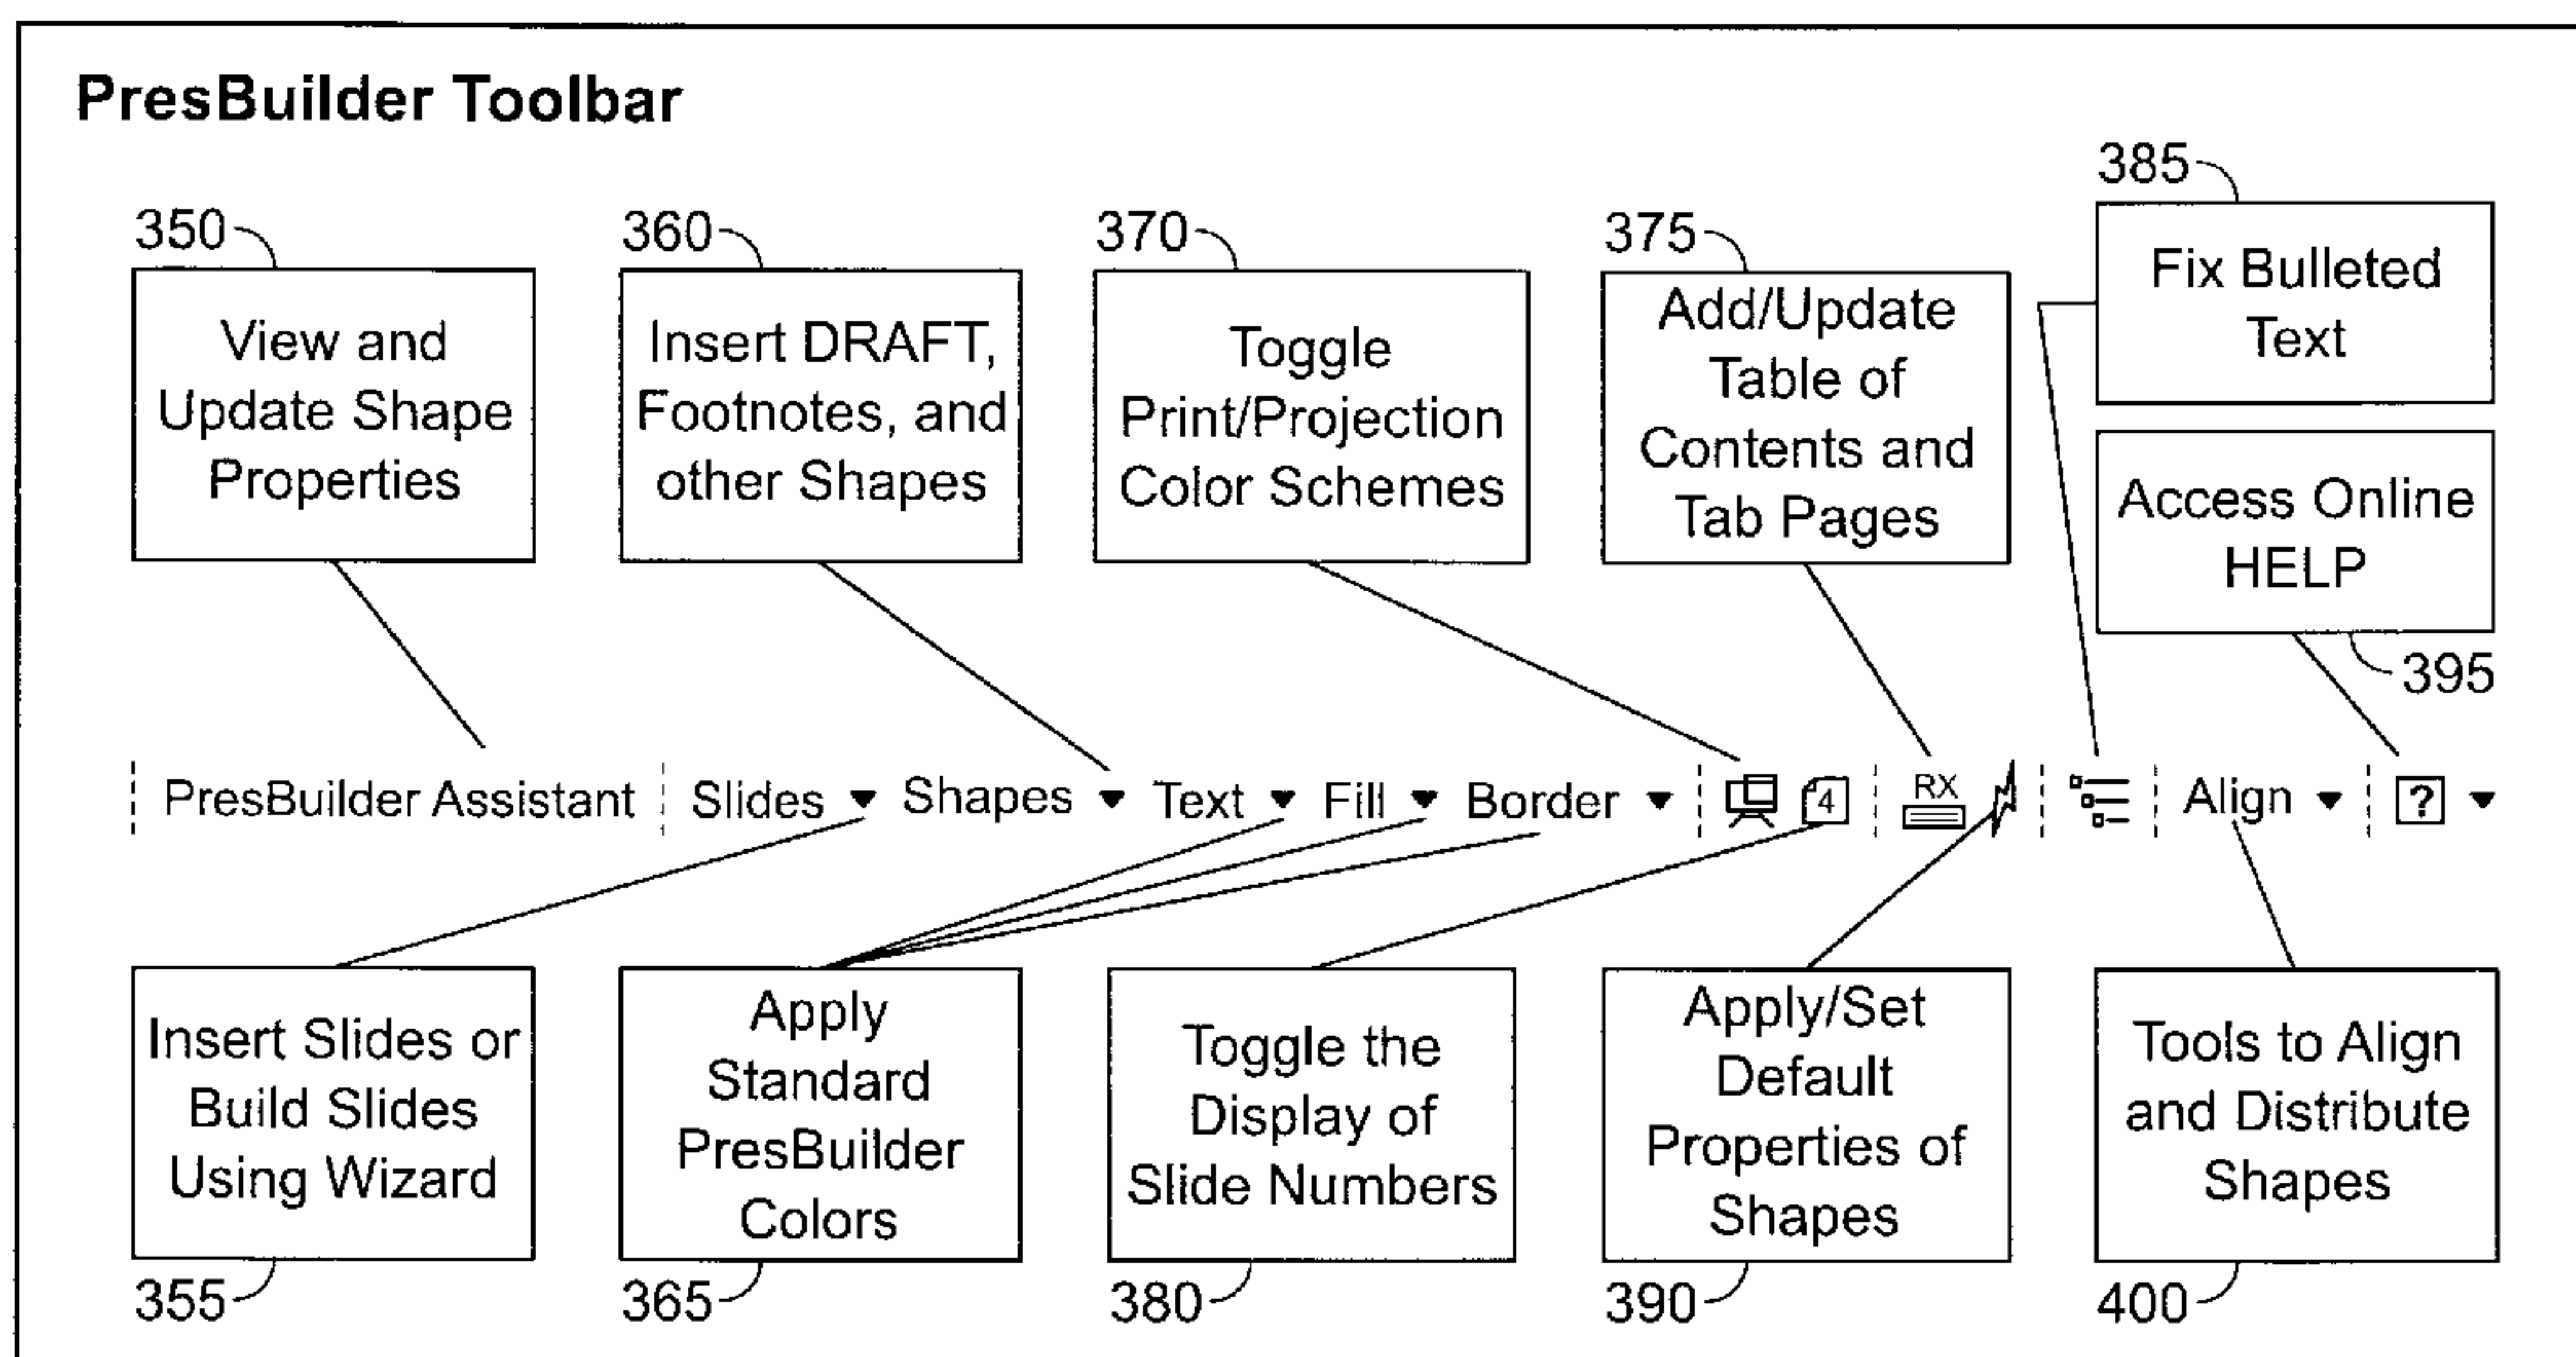 PresBuilder Toolbar
350
View and
Update Shape
Properties
360
Insert DRAFT,
Footnotes, and
other Shapes
370
Toggle
Print/Projection
Color Schemes
375
Add/Update
Table of
Contents and
Tab Pages
385
Fix Bulleted
Text
Access Online
HELP
395
PresBuilder Assistant Slides Shapes Text Fill Border 4 RX Align ?
Insert Slides or
Build Slides
Using Wizard
355
Apply
Standard
PresBuilder
Colors
365
Toggle the
Display of
Slide Numbers
380
Apply/Set
Default
Properties of
Shapes
390
Tools to Align
and Distribute
Shapes
400